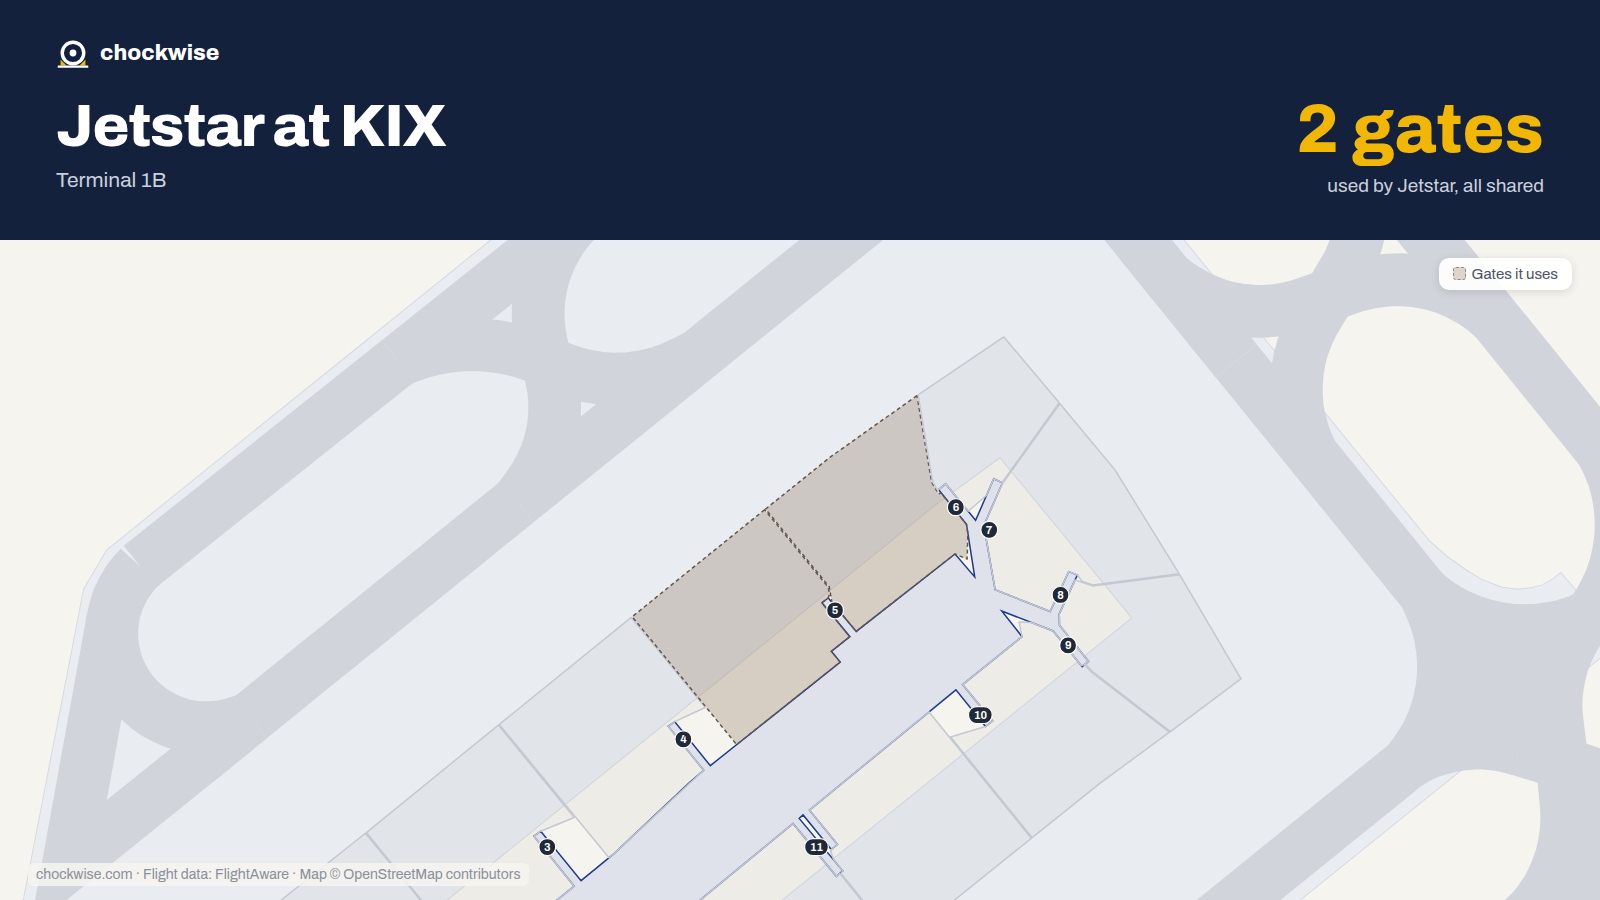 chockwise
Jetstar at KIX
Terminal 1B
2 gates
used by Jetstar, all shared
Gates it uses
6
7
5
8
9
10
4
3
11
chockwise.com · Flight data: FlightAware · Map © OpenStreetMap contributors